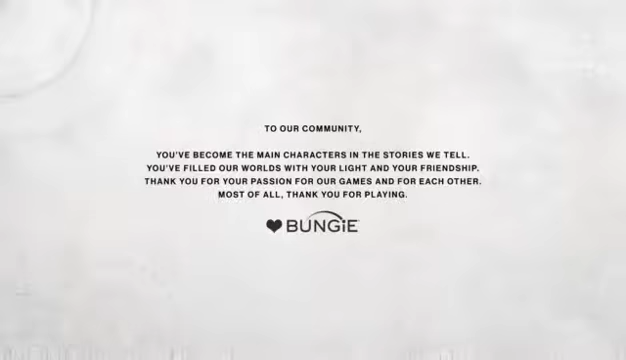 TO OUR COMMUNITY,
YOU'VE BECOME THE MAIN CHARACTERS IN THE STORIES WE TELL.
YOU'VE FILLED OUR WORLDS WITH YOUR LIGHT AND YOUR FRIENDSHIP.
THANK YOU FOR YOUR PASSION FOR OUR GAMES AND FOR EACH OTHER.
MOST OF ALL, THANK YOU FOR PLAYING.
♥ BUNGiE